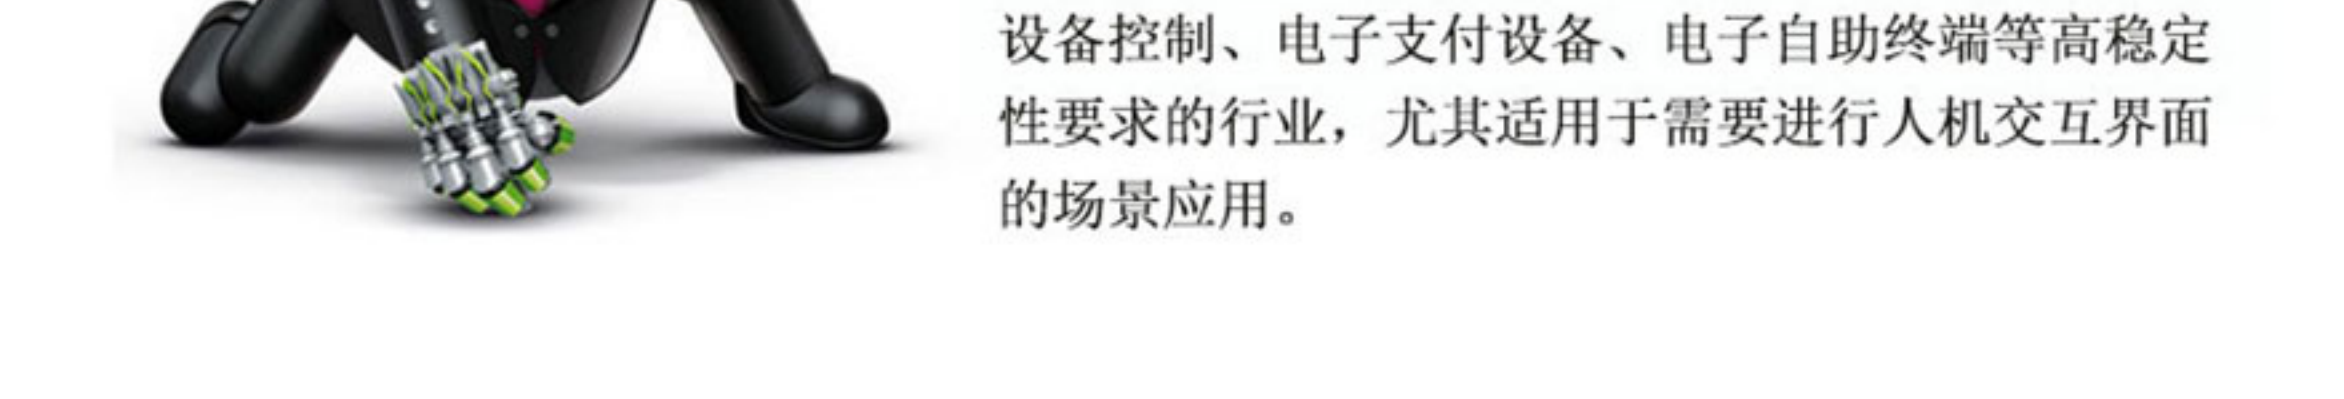 设备控制、电子支付设备、电子自助终端等高稳定
性要求的行业，尤其适用于需要进行人机交互界面
的场景应用。